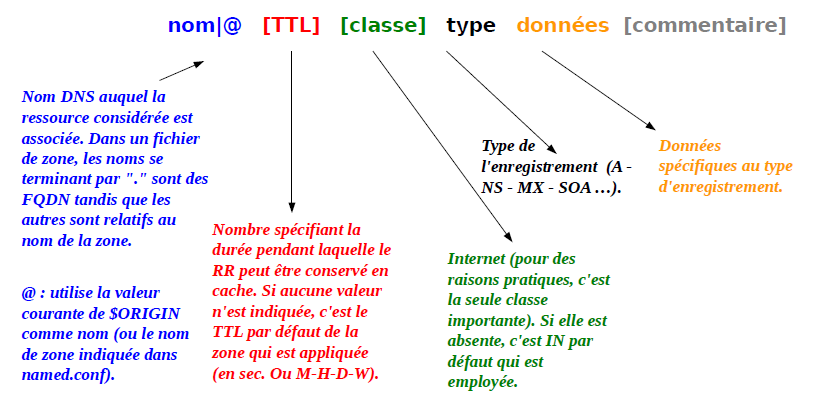 nom|@ [TTL] [classe] type données [commentaire]
Nom DNS auquel la
ressource considérée est
associée. Dans un fichier
de zone, les noms se
terminant par "." sont des
FQDN tandis que les
autres sont relatifs au
nom de la zone.
@ : utilise la valeur
courante de $ORIGIN
comme nom (ou le nom
de zone indiquée dans
named.conf).
Nombre spécifiant la
durée pendant laquelle le
RR peut être conservé en
cache. Si aucune valeur
n'est indiquée, c'est le
TTL par défaut de la
zone qui est appliquée
(en sec. Ou M-H-D-W).
Internet (pour des
raisons pratiques, c'est
la seule classe
importante). Si elle est
absente, c'est IN par
défaut qui est
employée.
Type de
l'enregistrement (A -
NS - MX - SOA …).
Données
spécifiques au type
d'enregistrement.